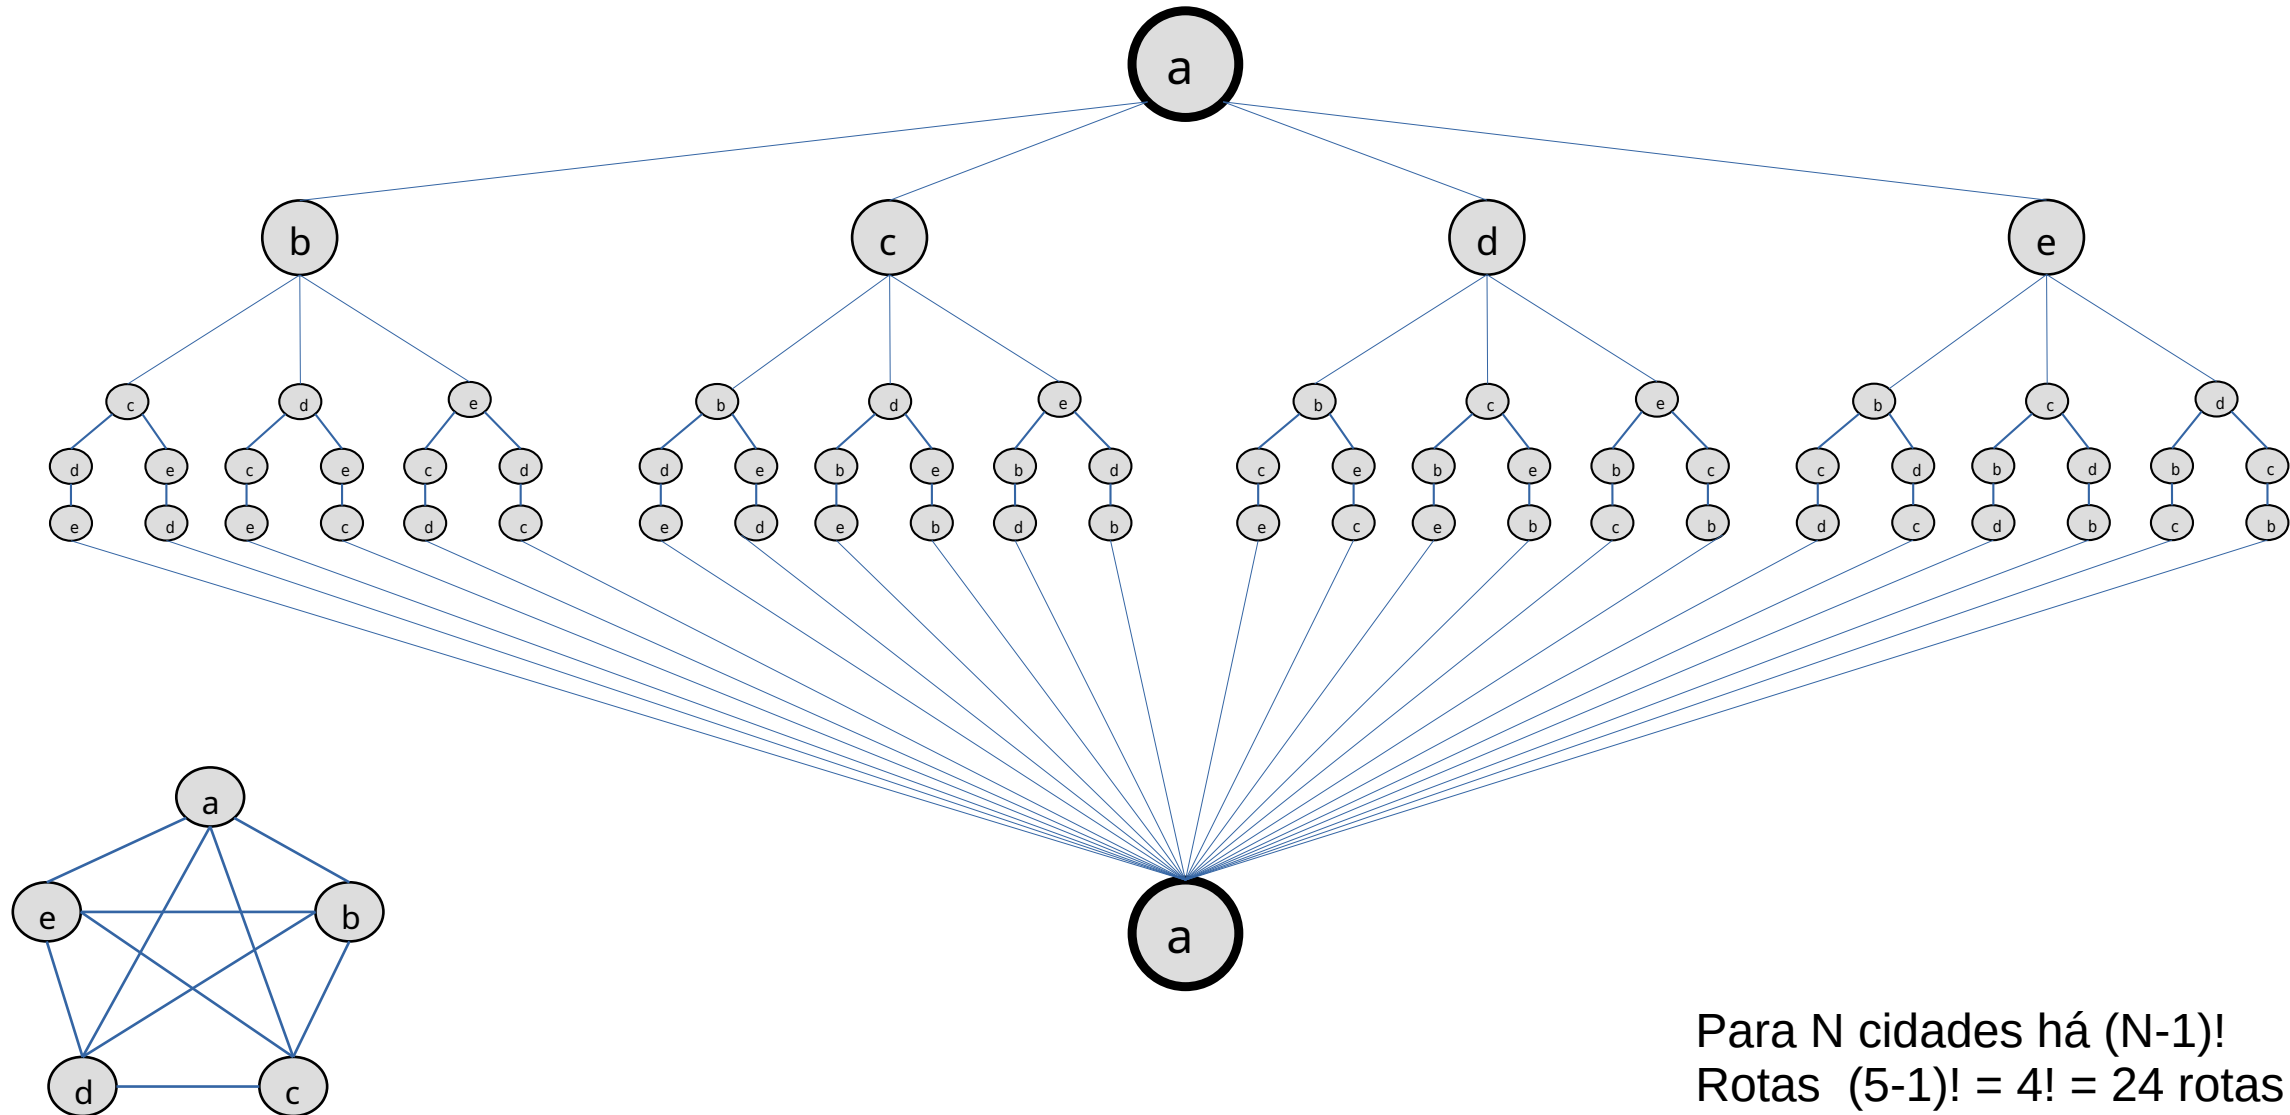 a
b c d e
c d e b d e b c e b c d
d e c e c d d e b e b d c e b e b c c d b d b c
e d e c d c e d e b d b e c e b c b d c d b c b
a
e b
a
d c
Para N cidades há (N-1)!
Rotas (5-1)! = 4! = 24 rotas